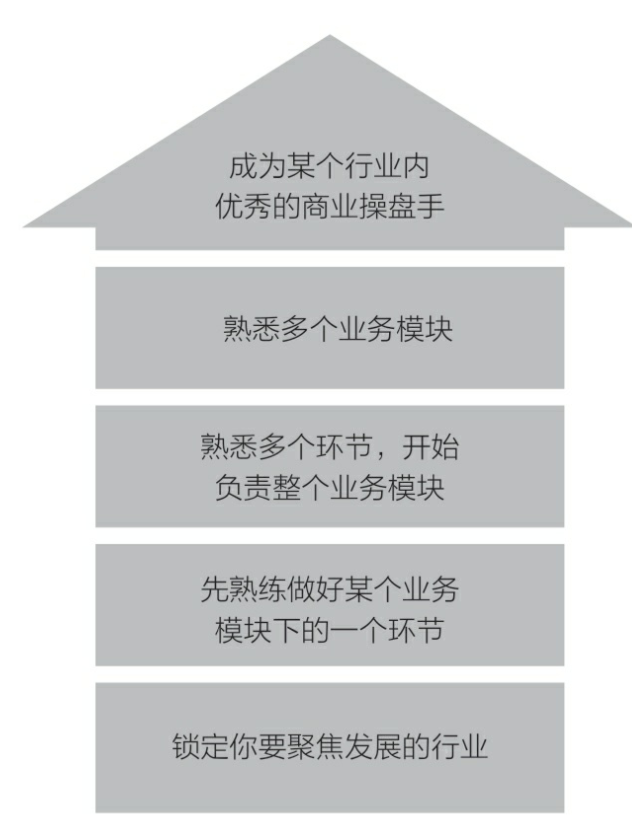 成为某个行业内
优秀的商业操盘手
熟悉多个业务模块
熟悉多个环节，开始
负责整个业务模块
先熟练做好某个业务
模块下的一个环节
锁定你要聚焦发展的行业